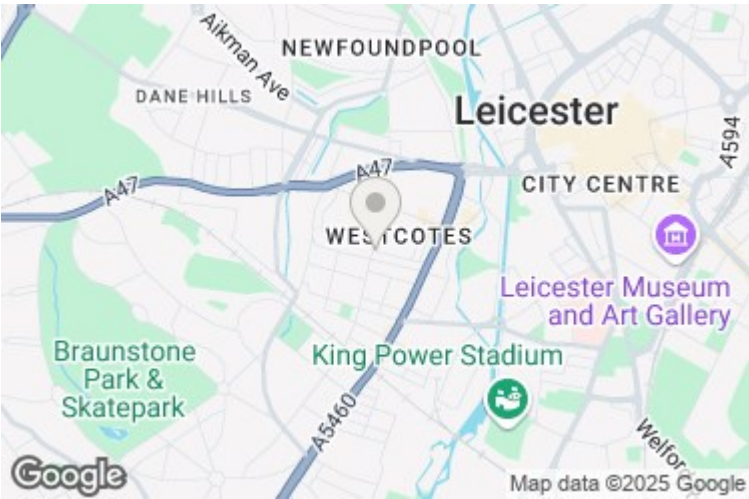 NEWFOUNDPOOL
Aikman Ave
DANE HILLS
Leicester
A594
A47
A47
CITY CENTRE
WESTCOTES
Leicester Museum
and Art Gallery
Braunstone
Park &
Skatepark
King Power Stadium
A5460
Welfor
Google
Map data ©2025 Google